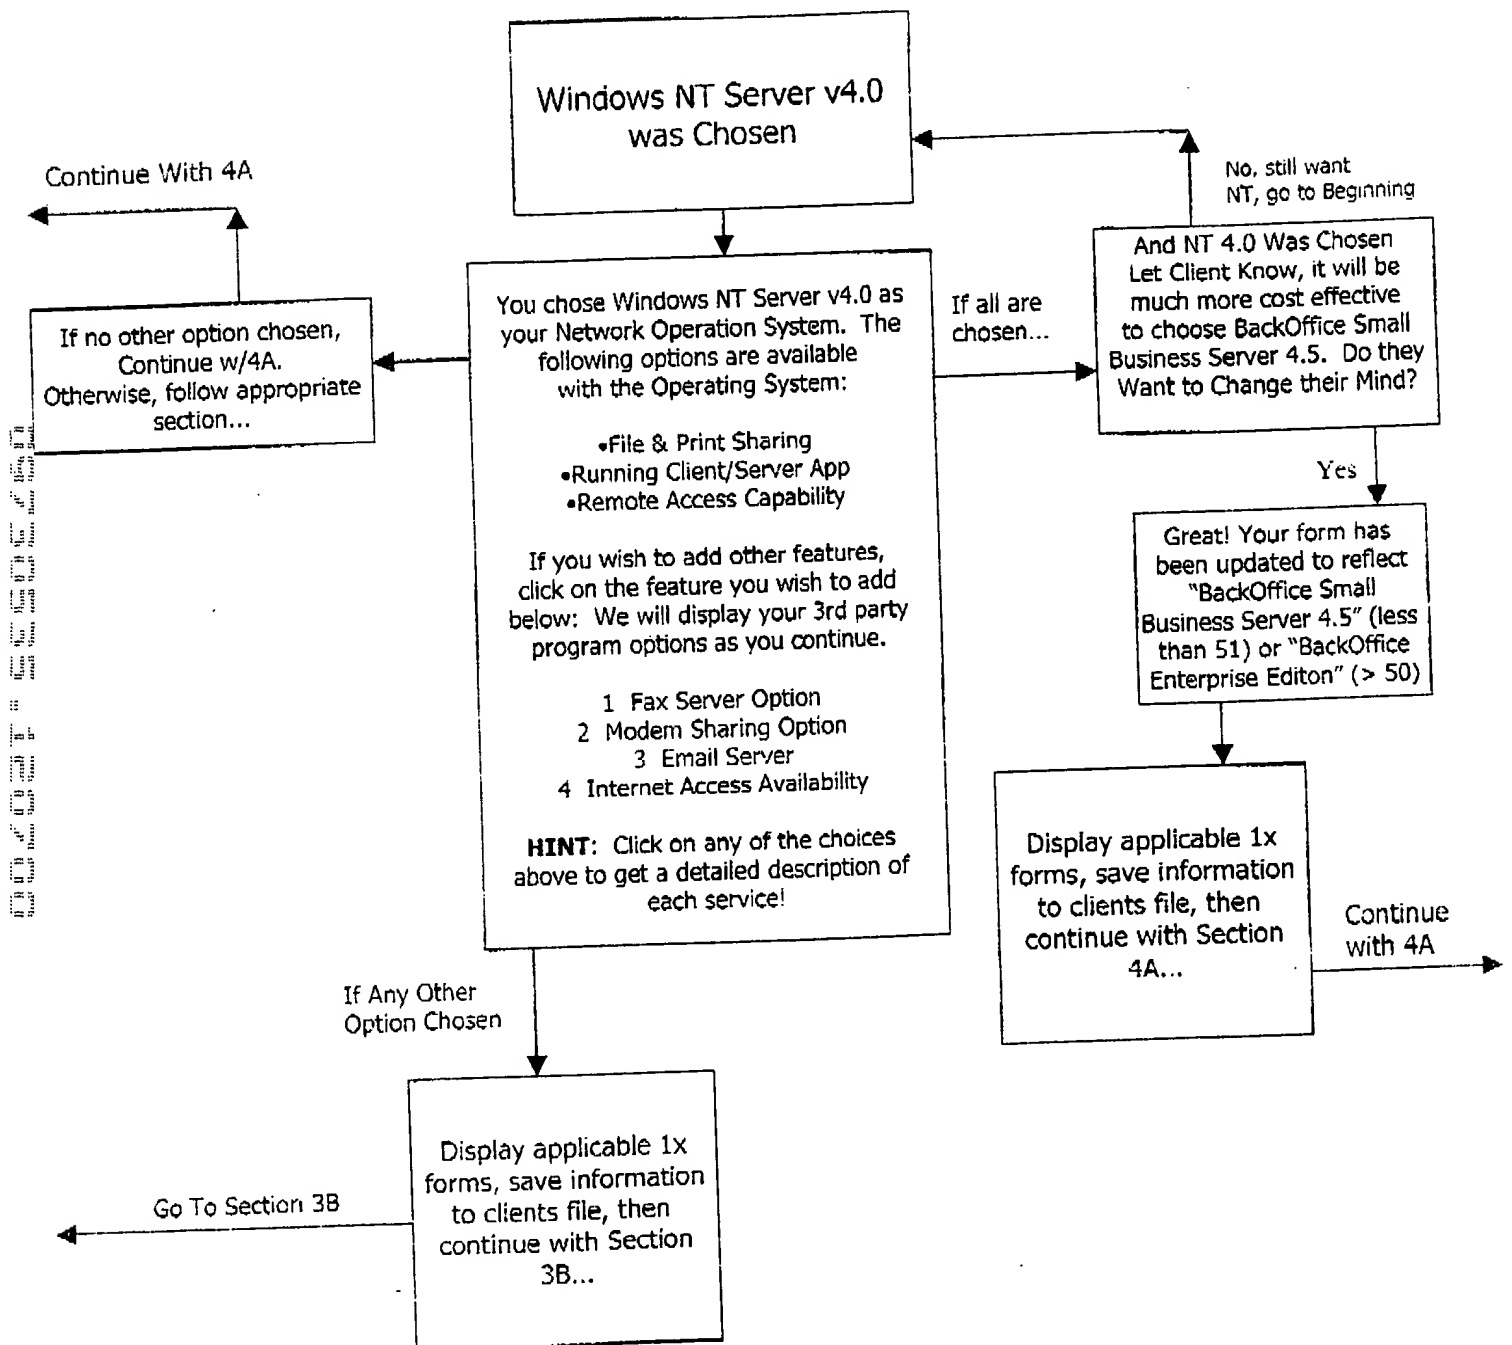 Windows NT Server v4.0
was Chosen
Continue With 4A
No, still want
NT, go to Beginning
If no other option chosen,
Continue w/4A.
Otherwise, follow appropriate
section...
You chose Windows NT Server v4.0 as
your Network Operation System. The
following options are available
with the Operating System:
•File & Print Sharing
•Running Client/Server App
•Remote Access Capability
If you wish to add other features,
click on the feature you wish to add
below: We will display your 3rd party
program options as you continue.
1 Fax Server Option
2 Modem Sharing Option
3 Email Server
4 Internet Access Availability
HINT: Click on any of the choices
above to get a detailed description of
each service!
If all are
chosen...
And NT 4.0 Was Chosen
Let Client Know, it will be
much more cost effective
to choose BackOffice Small
Business Server 4.5. Do they
Want to Change their Mind?
Yes
Great! Your form has
been updated to reflect
"BackOffice Small
Business Server 4.5" (less
than 51) or "BackOffice
Enterprise Editon" (> 50)
Display applicable 1x
forms, save information
to clients file, then
continue with Section
4A...
Continue
with 4A
If Any Other
Option Chosen
Display applicable 1x
forms, save information
to clients file, then
continue with Section
3B...
Go To Section 3B